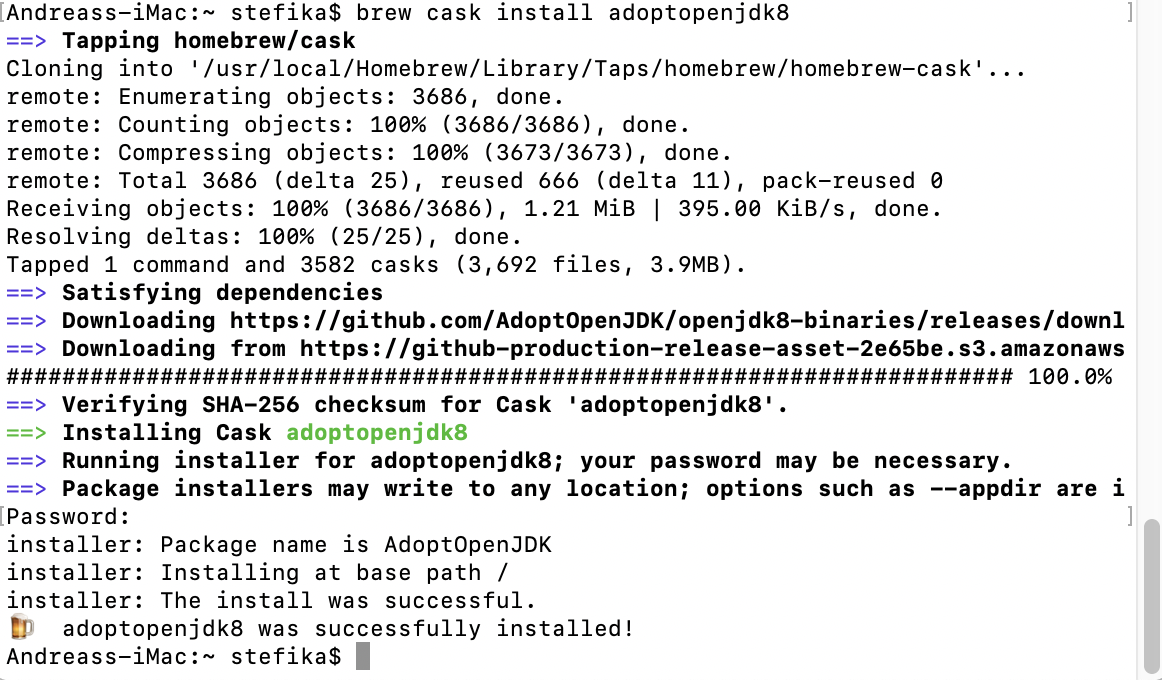 Andreass-iMac:~ stefika$ brew cask install adoptopenjdk8
==> Tapping homebrew/cask
Cloning into '/usr/local/Homebrew/Library/Taps/homebrew/homebrew-cask'...
remote: Enumerating objects: 3686, done.
remote: Counting objects: 100% (3686/3686), done.
remote: Compressing objects: 100% (3673/3673), done.
remote: Total 3686 (delta 25), reused 666 (delta 11), pack-reused 0
Receiving objects: 100% (3686/3686), 1.21 MiB | 395.00 KiB/s, done.
Resolving deltas: 100% (25/25), done.
Tapped 1 command and 3582 casks (3,692 files, 3.9MB).
==> Satisfying dependencies
==> Downloading https://github.com/AdoptOpenJDK/openjdk8-binaries/releases/downl
==> Downloading from https://github-production-release-asset-2e65be.s3.amazonaws
######################################################################## 100.0%
==> Verifying SHA-256 checksum for Cask 'adoptopenjdk8'.
==> Installing Cask adoptopenjdk8
==> Running installer for adoptopenjdk8; your password may be necessary.
==> Package installers may write to any location; options such as --appdir are i
Password:
installer: Package name is AdoptOpenJDK
installer: Installing at base path /
installer: The install was successful.
🍺  adoptopenjdk8 was successfully installed!
Andreass-iMac:~ stefika$